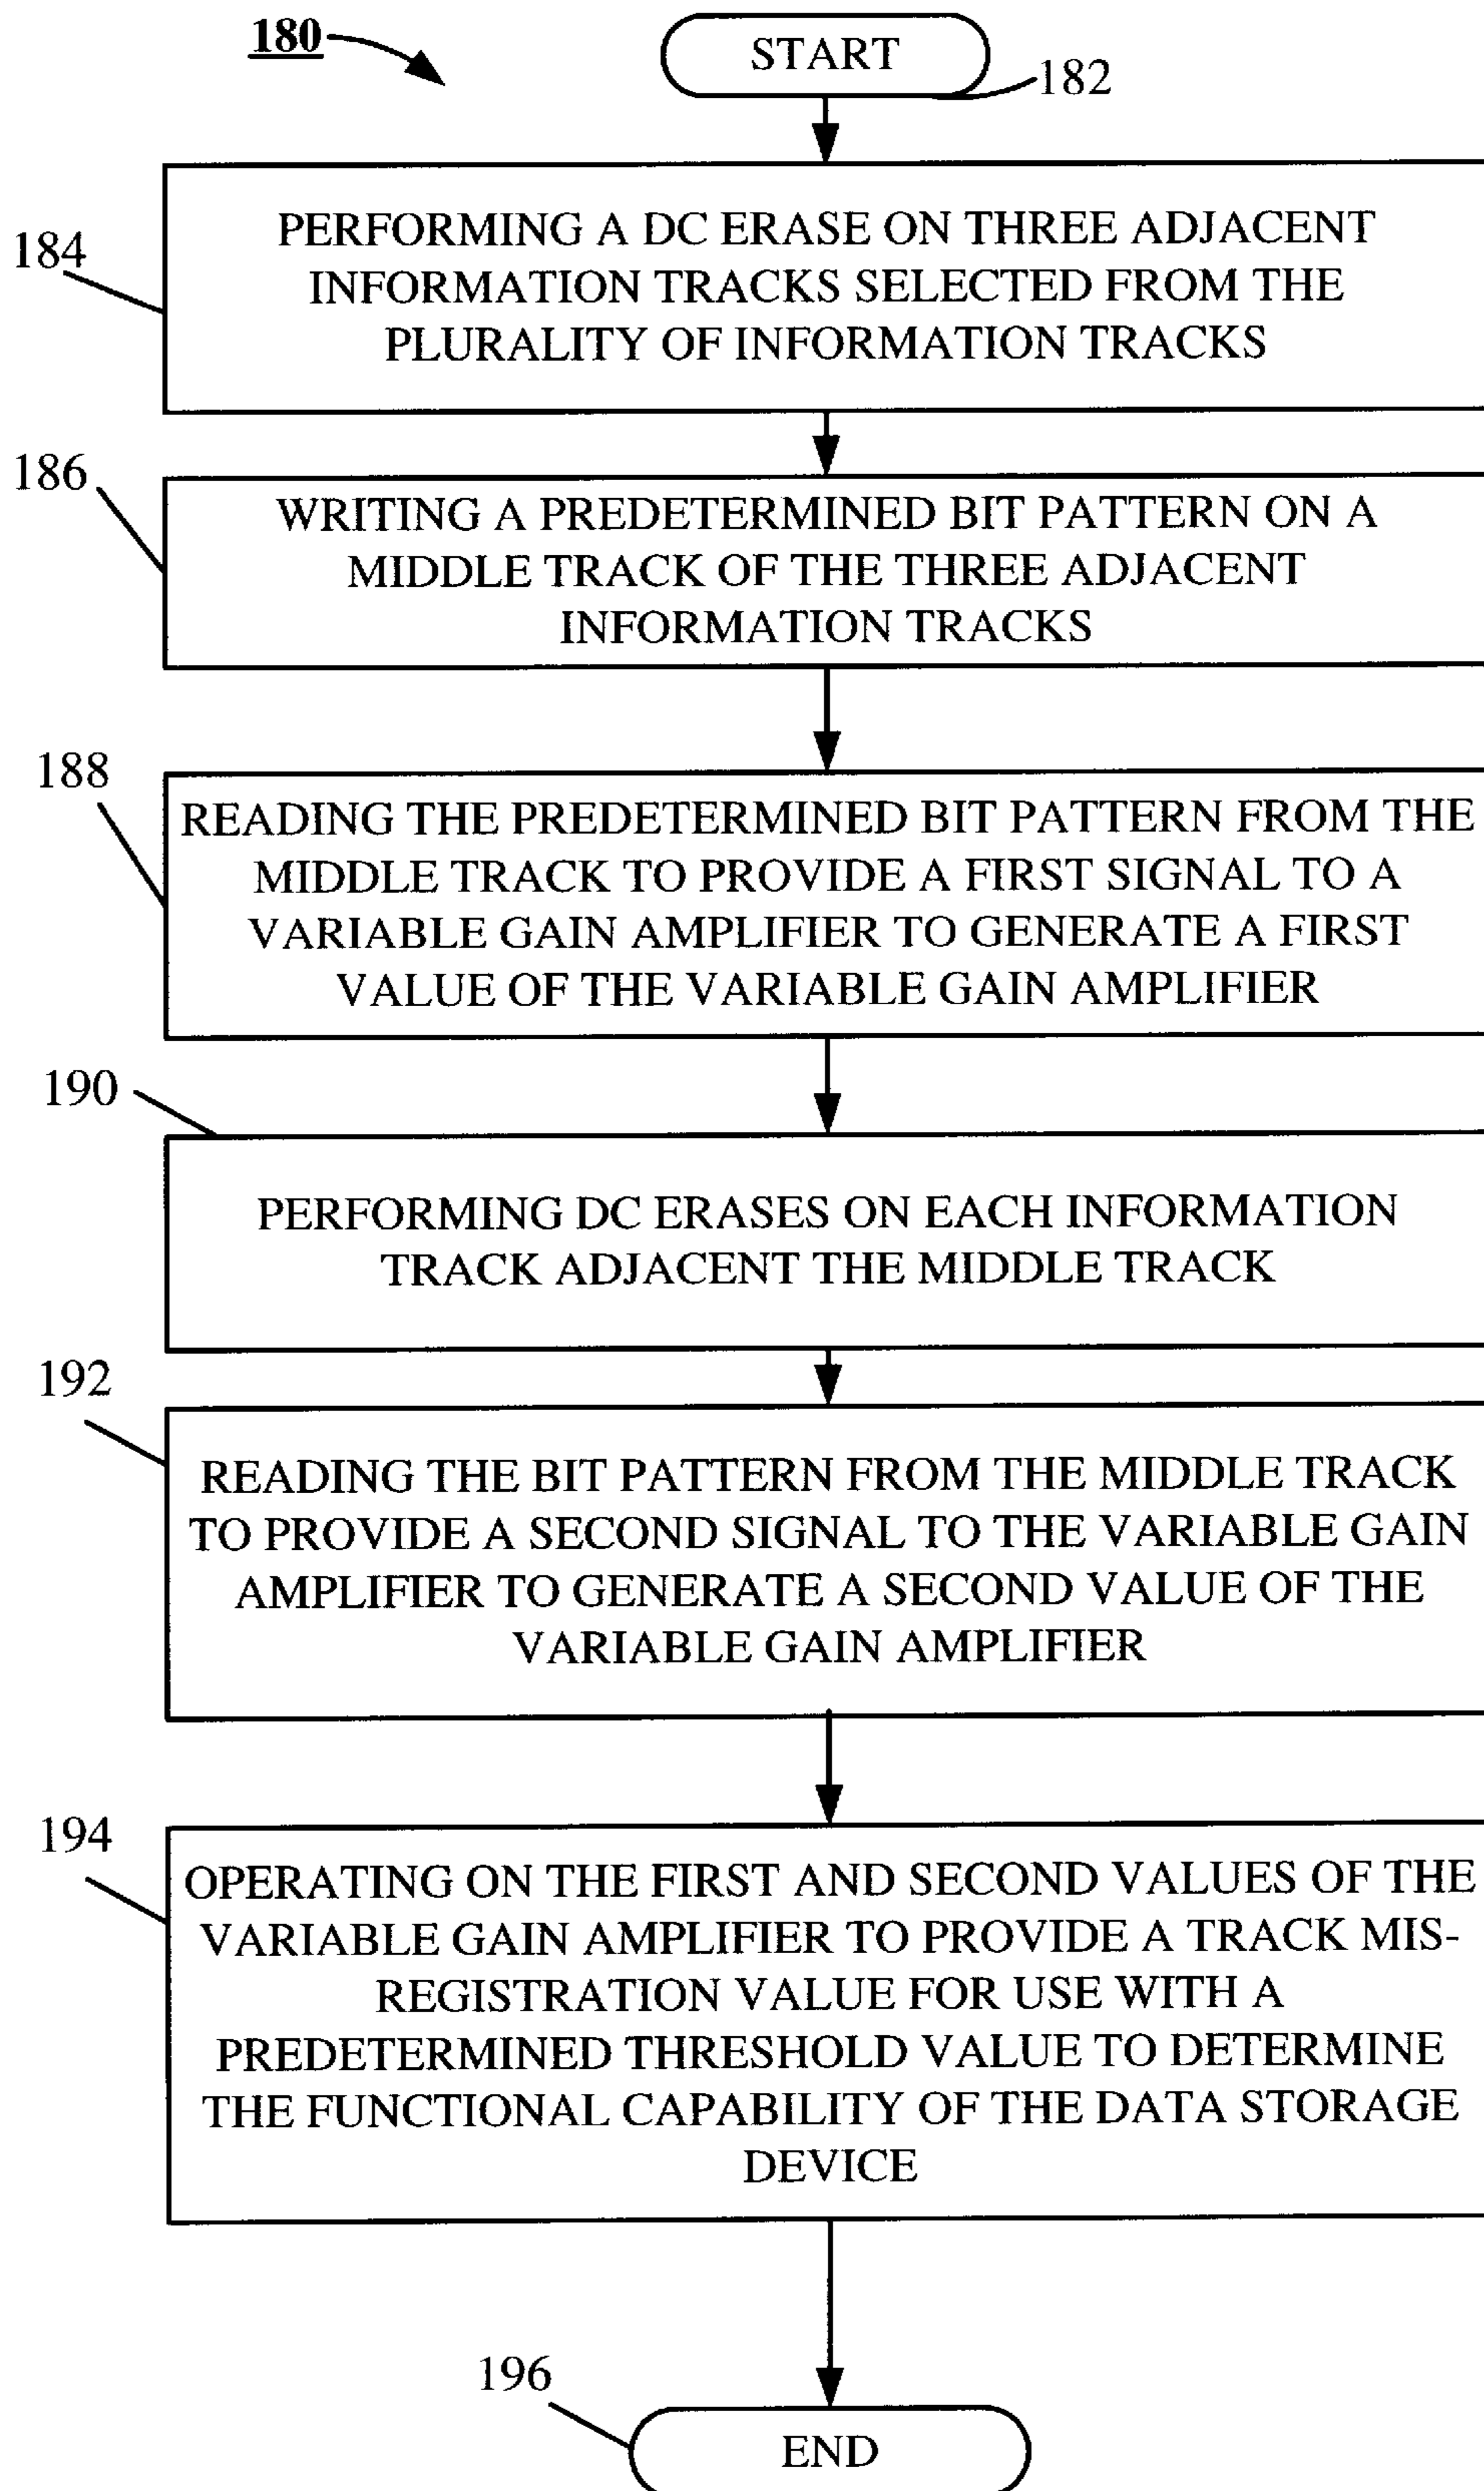 180
START
182
184
PERFORMING A DC ERASE ON THREE ADJACENT
INFORMATION TRACKS SELECTED FROM THE
PLURALITY OF INFORMATION TRACKS
186
WRITING A PREDETERMINED BIT PATTERN ON A
MIDDLE TRACK OF THE THREE ADJACENT
INFORMATION TRACKS
188
READING THE PREDETERMINED BIT PATTERN FROM THE
MIDDLE TRACK TO PROVIDE A FIRST SIGNAL TO A
VARIABLE GAIN AMPLIFIER TO GENERATE A FIRST
VALUE OF THE VARIABLE GAIN AMPLIFIER
190
PERFORMING DC ERASES ON EACH INFORMATION
TRACK ADJACENT THE MIDDLE TRACK
192
READING THE BIT PATTERN FROM THE MIDDLE TRACK
TO PROVIDE A SECOND SIGNAL TO THE VARIABLE GAIN
AMPLIFIER TO GENERATE A SECOND VALUE OF THE
VARIABLE GAIN AMPLIFIER
194
OPERATING ON THE FIRST AND SECOND VALUES OF THE
VARIABLE GAIN AMPLIFIER TO PROVIDE A TRACK MIS-
REGISTRATION VALUE FOR USE WITH A
PREDETERMINED THRESHOLD VALUE TO DETERMINE
THE FUNCTIONAL CAPABILITY OF THE DATA STORAGE
DEVICE
196
END